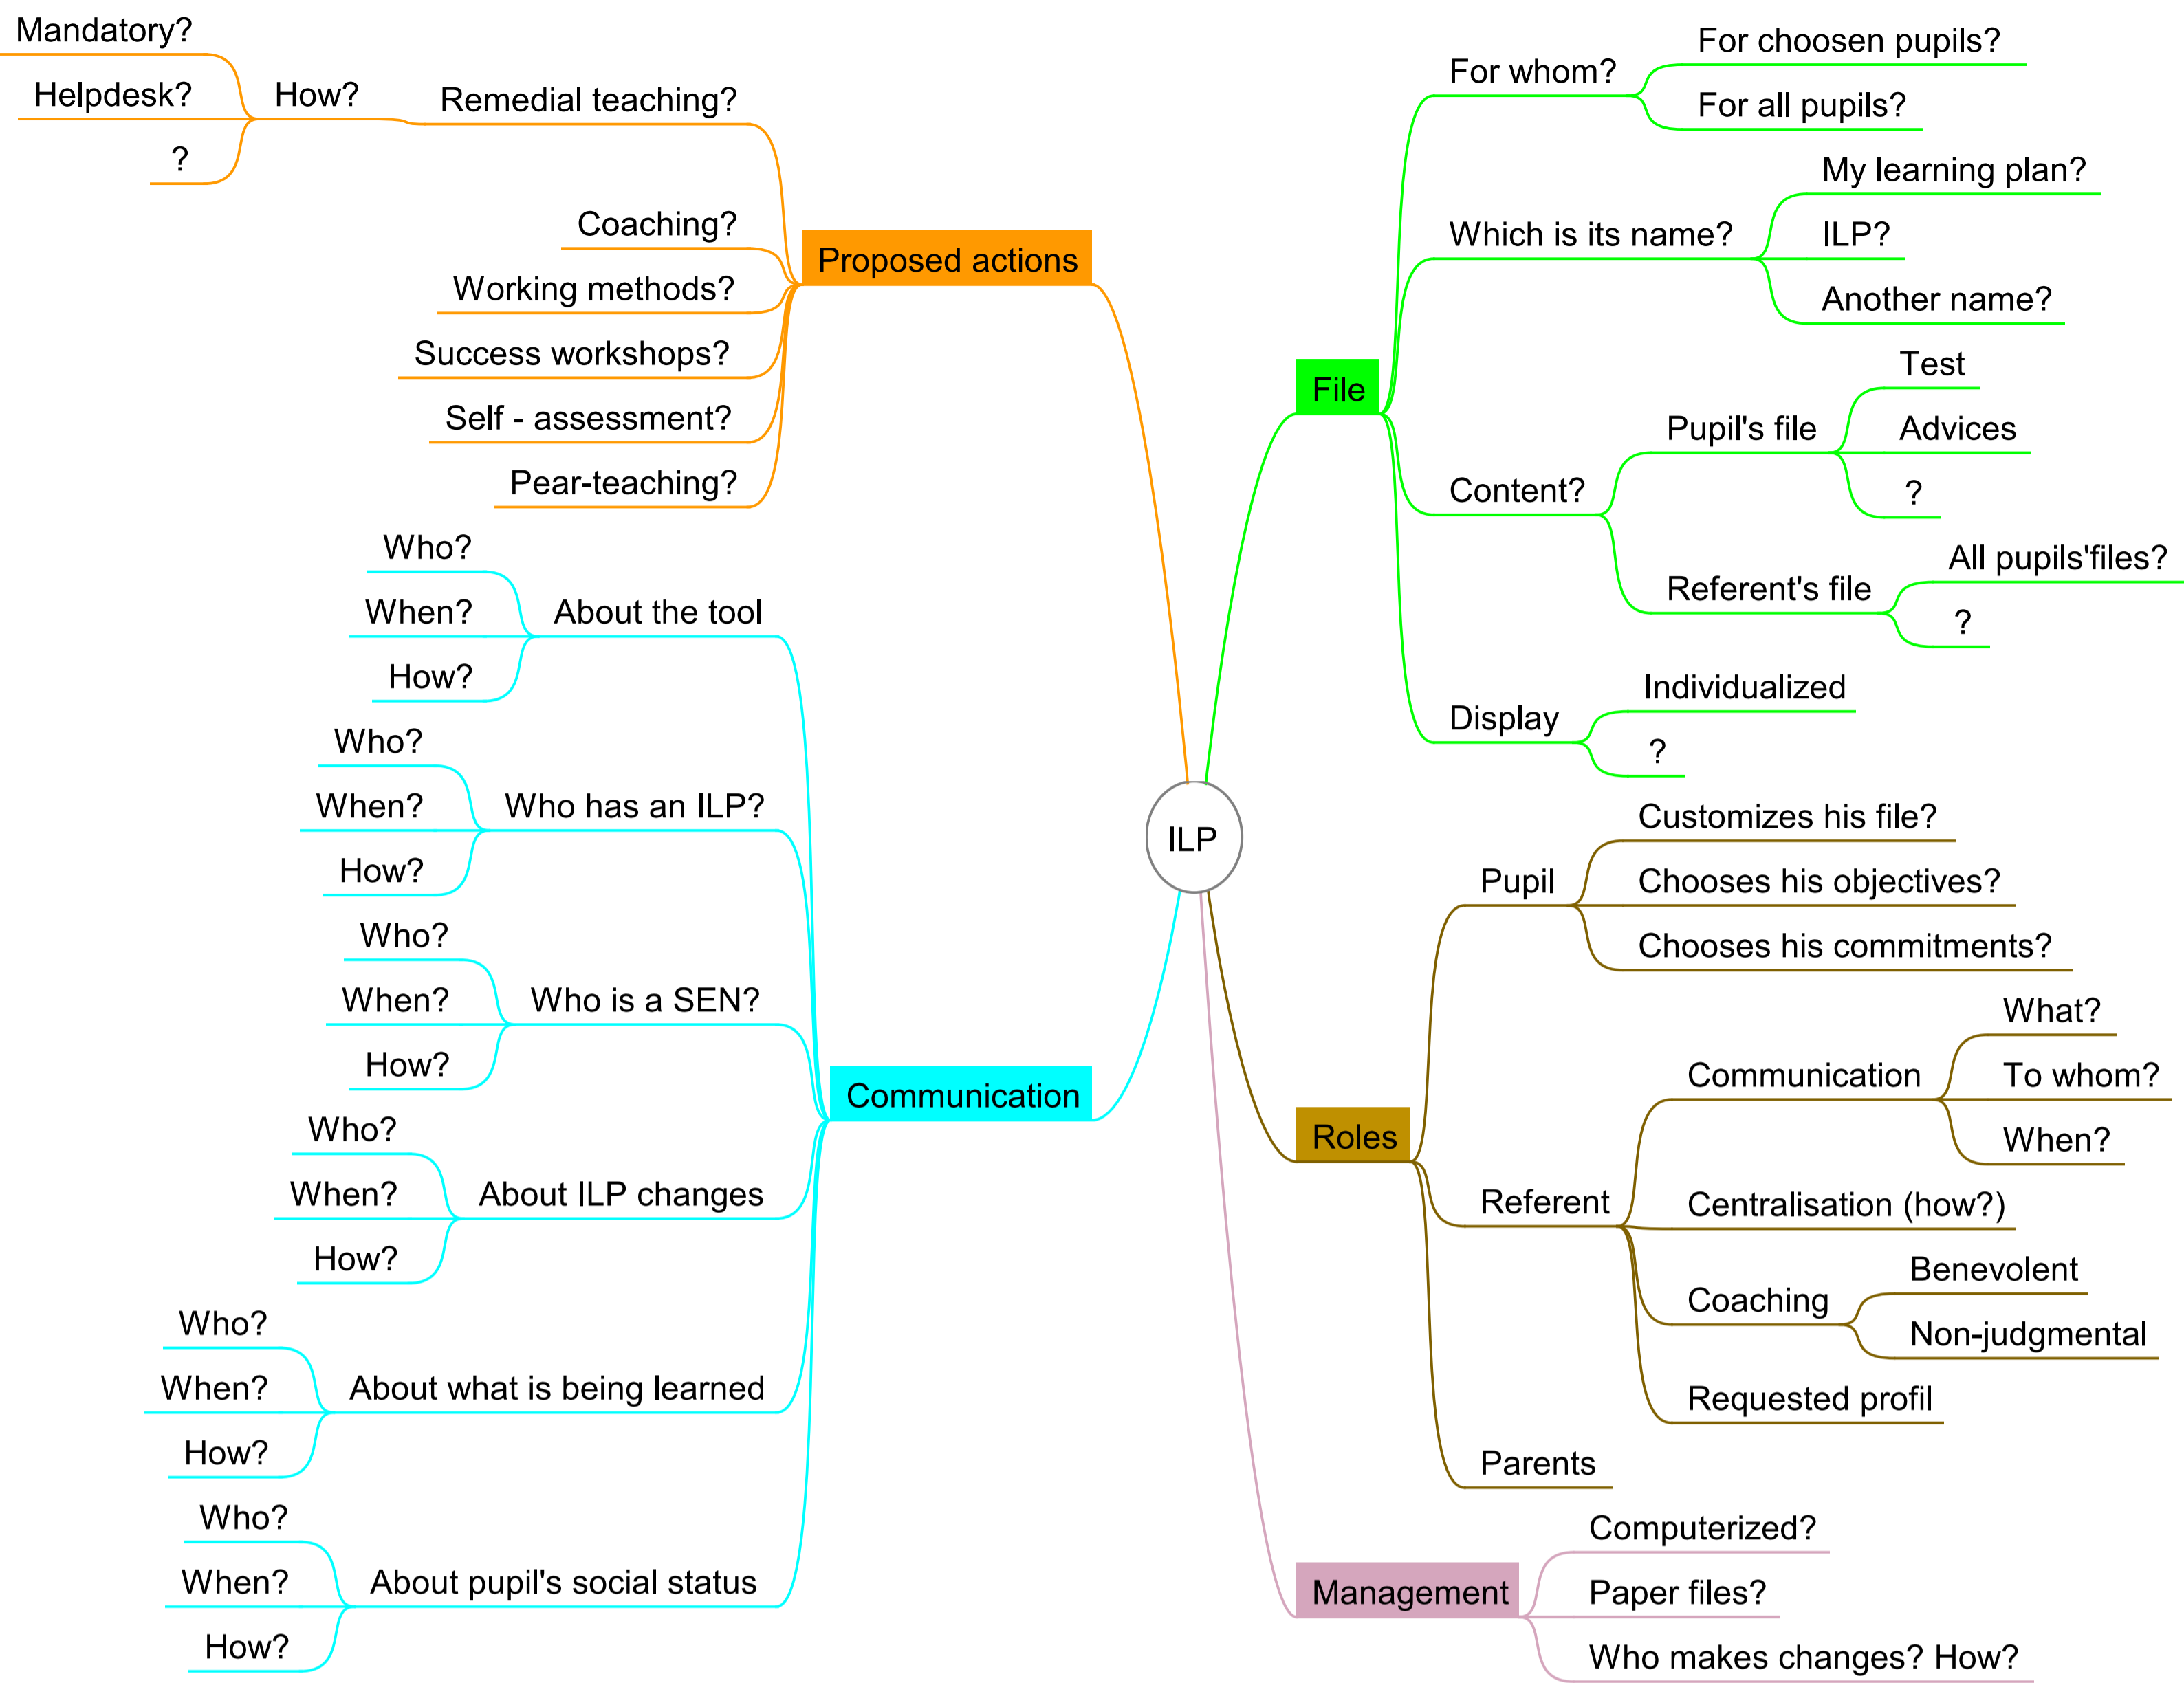 ILP
Proposed actions
Remedial teaching?
How?
Mandatory?
Helpdesk?
?
Coaching?
Working methods?
Success workshops?
Self - assessment?
Pear-teaching?
Communication
About the tool
Who?
When?
How?
Who has an ILP?
Who?
When?
How?
Who is a SEN?
Who?
When?
How?
About ILP changes
Who?
When?
How?
About what is being learned
Who?
When?
How?
About pupil's social status
Who?
When?
How?
File
For whom?
For choosen pupils?
For all pupils?
Which is its name?
My learning plan?
ILP?
Another name?
Content?
Pupil's file
Test
Advices
?
Referent's file
All pupils'files?
?
Display
Individualized
?
Roles
Pupil
Customizes his file?
Chooses his objectives?
Chooses his commitments?
Referent
Communication
What?
To whom?
When?
Centralisation (how?)
Coaching
Benevolent
Non-judgmental
Requested profil
Parents
Management
Computerized?
Paper files?
Who makes changes? How?